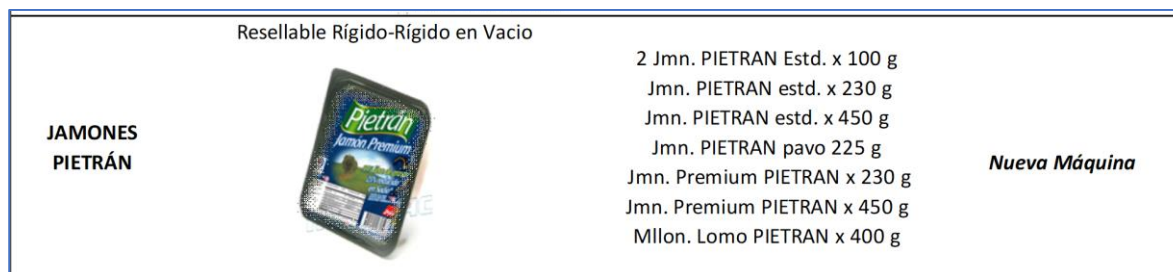 Resellable Rígido-Rígido en Vacio
JAMONES
PIETRÁN
Pietrán
Jamón Premium
2 Jmn. PIETRAN Estd. x 100 g
Jmn. PIETRAN estd. x 230 g
Jmn. PIETRAN estd. x 450 g
Jmn. PIETRAN pavo 225 g
Jmn. Premium PIETRAN x 230 g
Jmn. Premium PIETRAN x 450 g
Mllon. Lomo PIETRAN x 400 g
Nueva Máquina